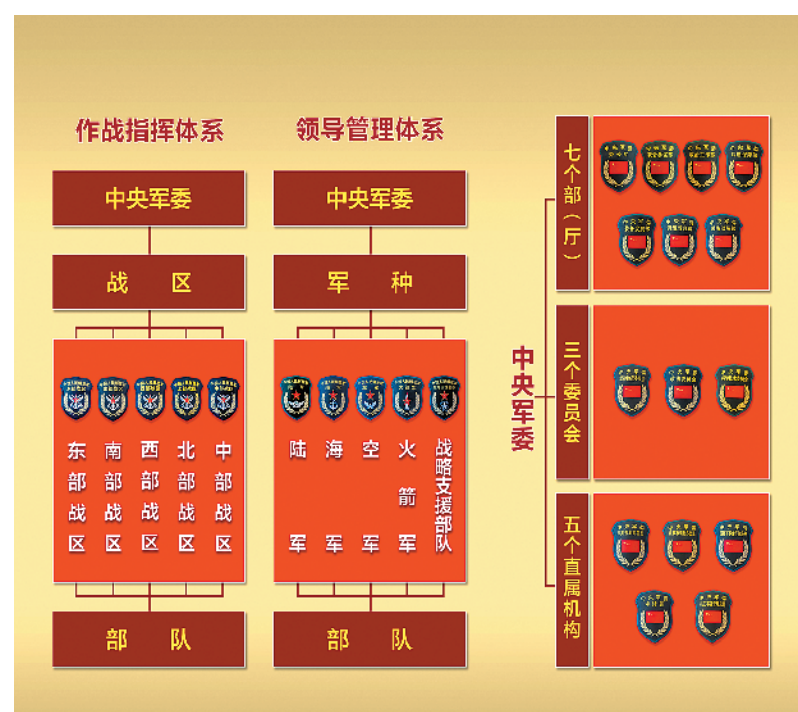 作战指挥体系
中央军委
战区
东部战区
南部战区
西部战区
北部战区
中部战区
部队
领导管理体系
中央军委
军种
陆军
海军
空军
火箭军
战略支援部队
部队
中央军委
七个部（厅）
三个委员会
五个直属机构